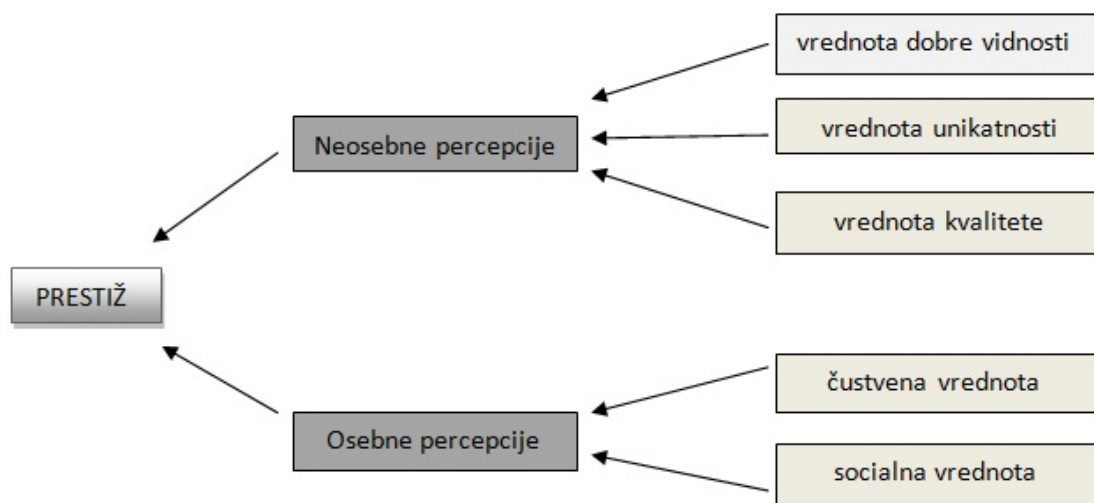 vrednota dobre vidnosti
Neosebne percepcije
vrednota unikatnosti
vrednota kvalitete
PRESTIŽ
čustvena vrednota
Osebne percepcije
socialna vrednota